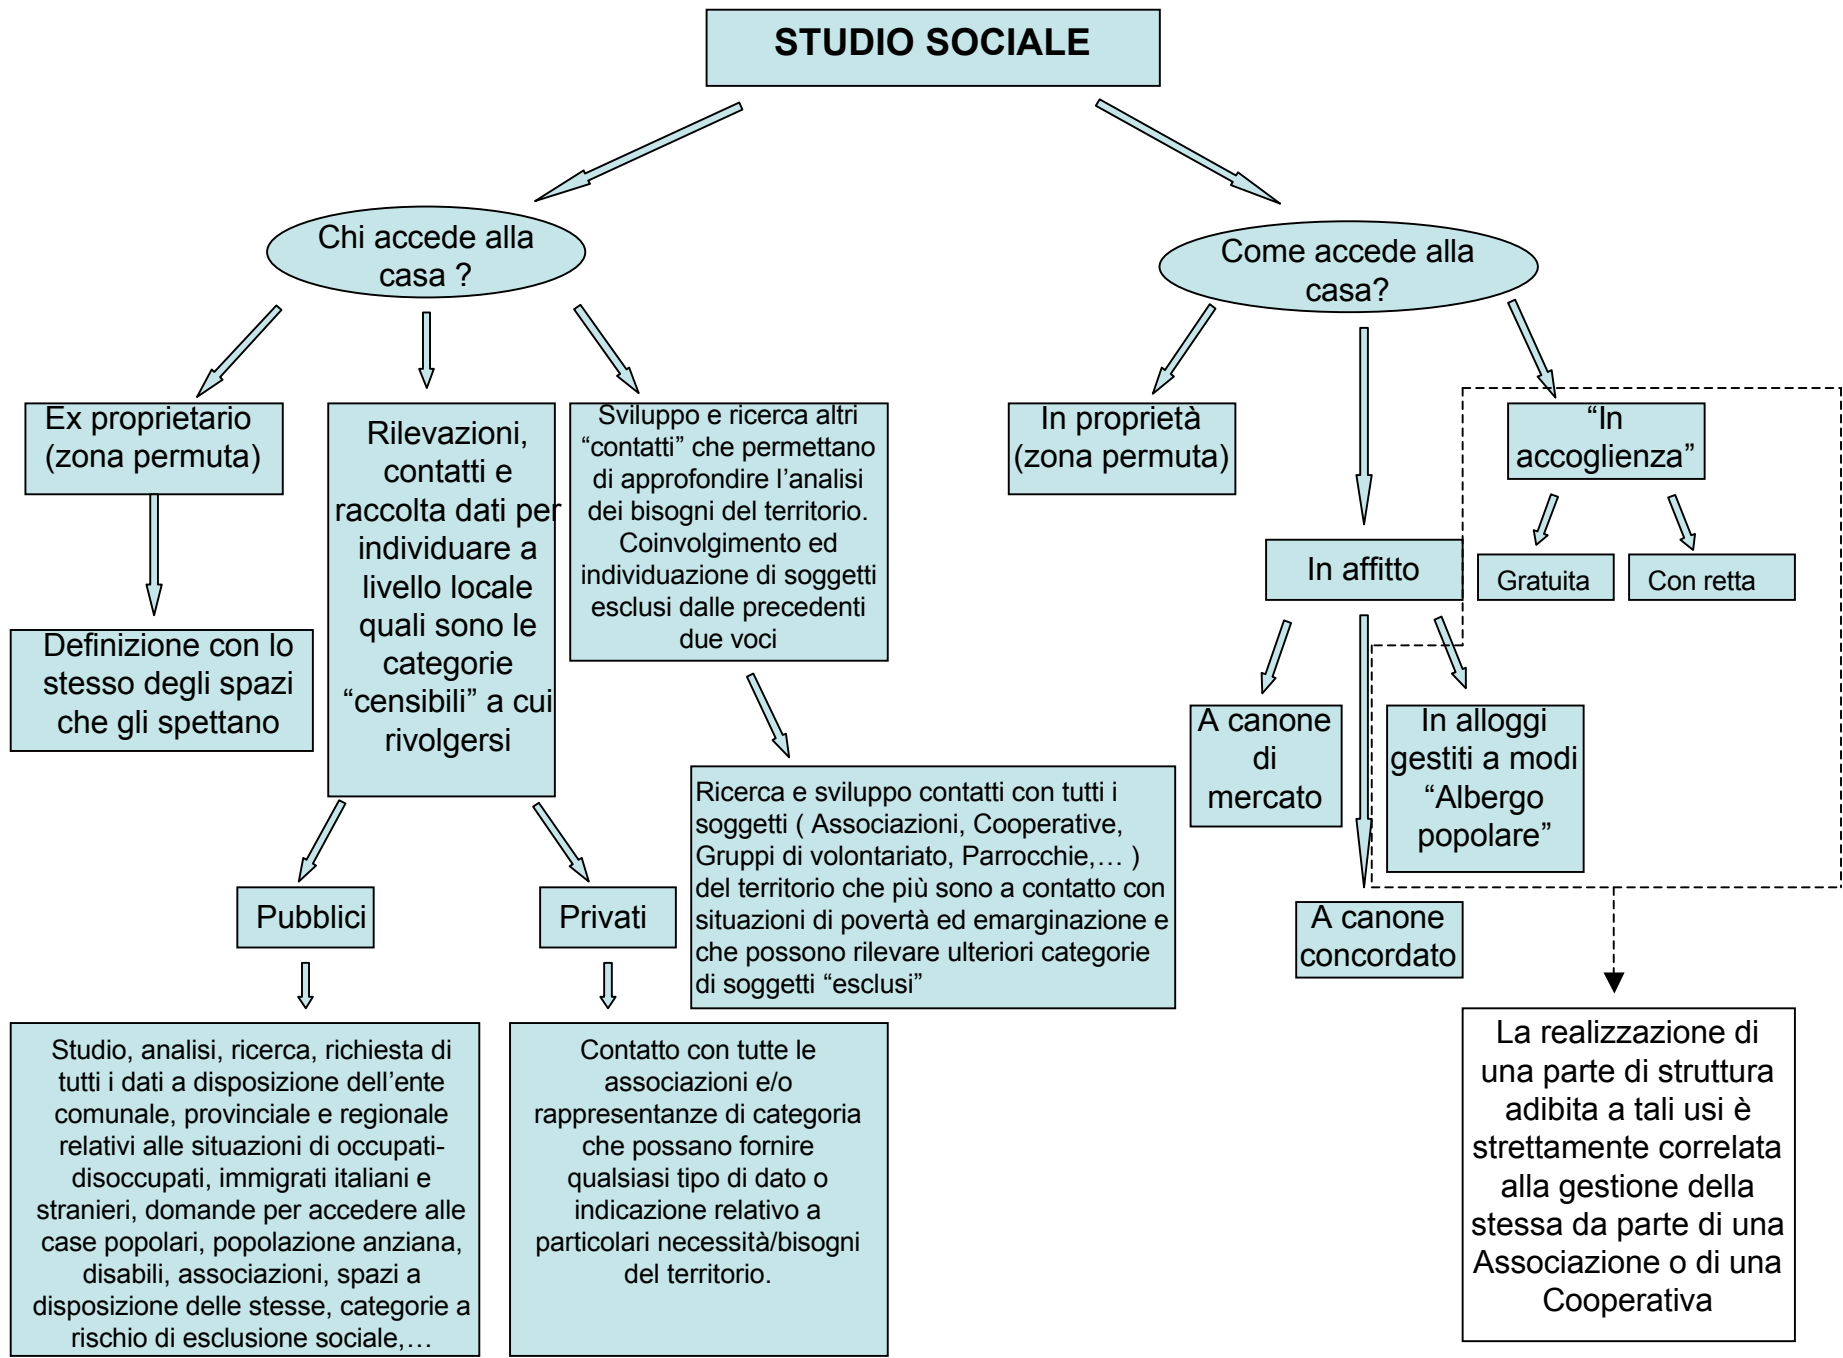 STUDIO SOCIALE
Chi accede alla
casa ?
Come accede alla
casa?
Ex proprietario
(zona permuta)
Rilevazioni,
contatti e
raccolta dati per
individuare a
livello locale
quali sono le
categorie
“censibili” a cui
rivolgersi
Sviluppo e ricerca altri
“contatti” che permettano
di approfondire l’analisi
dei bisogni del territorio.
Coinvolgimento ed
individuazione di soggetti
esclusi dalle precedenti
due voci
In proprietà
(zona permuta)
“In
accoglienza”
In affitto
Gratuita
Con retta
Definizione con lo
stesso degli spazi
che gli spettano
A canone
di
mercato
In alloggi
gestiti a modi
“Albergo
popolare”
Ricerca e sviluppo contatti con tutti i
soggetti ( Associazioni, Cooperative,
Gruppi di volontariato, Parrocchie,… )
del territorio che più sono a contatto con
situazioni di povertà ed emarginazione e
che possono rilevare ulteriori categorie
di soggetti “esclusi”
Pubblici
Privati
A canone
concordato
Studio, analisi, ricerca, richiesta di
tutti i dati a disposizione dell’ente
comunale, provinciale e regionale
relativi alle situazioni di occupati-
disoccupati, immigrati italiani e
stranieri, domande per accedere alle
case popolari, popolazione anziana,
disabili, associazioni, spazi a
disposizione delle stesse, categorie a
rischio di esclusione sociale,…
Contatto con tutte le
associazioni e/o
rappresentanze di categoria
che possano fornire
qualsiasi tipo di dato o
indicazione relativo a
particolari necessità/bisogni
del territorio.
La realizzazione di
una parte di struttura
adibita a tali usi è
strettamente correlata
alla gestione della
stessa da parte di una
Associazione o di una
Cooperativa